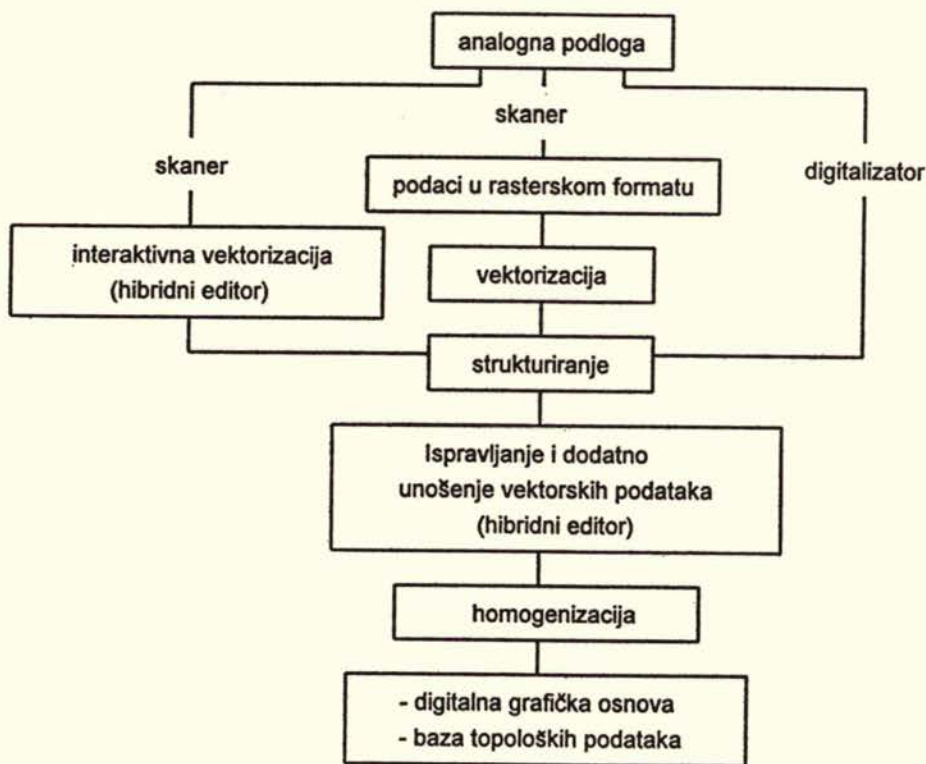 analogna podloga
skaner
skaner
digitalizator
podaci u rasterskom formatu
interaktivna vektorizacija
(hibridni editor)
vektorizacija
strukturiranje
Ispravljanje i dodatno
unošenje vektorskih podataka
(hibridni editor)
homogenizacija
- digitalna grafička osnova
- baza topoloških podataka